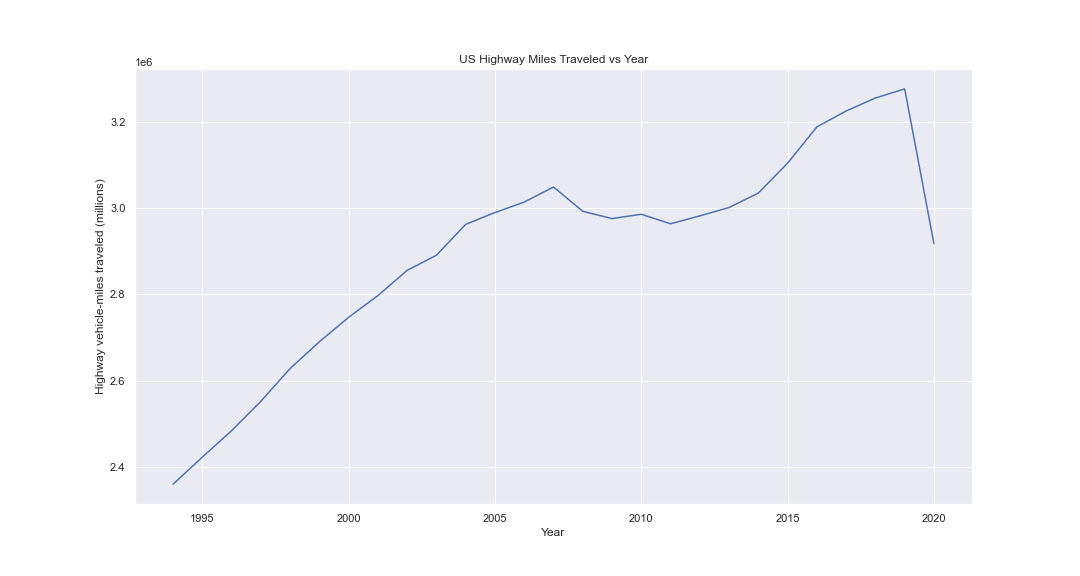 US Highway Miles Traveled vs Year
1e6
Highway vehicle-miles traveled (millions)
3.2
3.0
2.8
2.6
2.4
1995 2000 2005 2010 2015 2020
Year